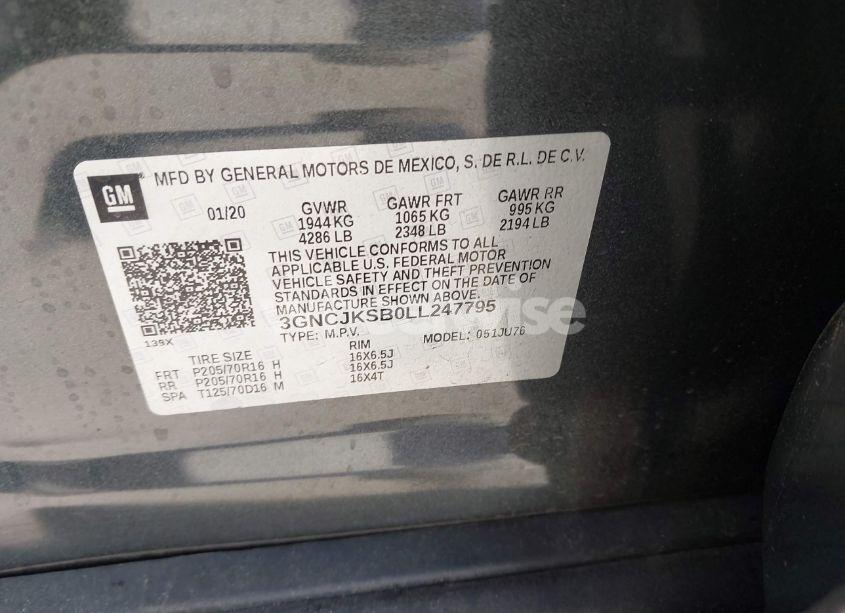 GM
® MFD BY GENERAL MOTORS DE MEXICO, S. DE R.L. DE C.V.
01/20 GVWR GAWR FRT GAWR RR
1944 KG 1065 KG 995 KG
4286 LB 2348 LB 2194 LB
THIS VEHICLE CONFORMS TO ALL
APPLICABLE U.S. FEDERAL MOTOR
VEHICLE SAFETY AND THEFT PREVENTION
STANDARDS IN EFFECT ON THE DATE OF
MANUFACTURE SHOWN ABOVE.
3GNCJKSB0LL247795
TYPE: M.P.V. MODEL: 051JU76
139X
TIRE SIZE RIM
FRT P205/70R16 H 16X6.5J
RR P205/70R16 H 16X6.5J
SPA T125/70D16 M 16X4T